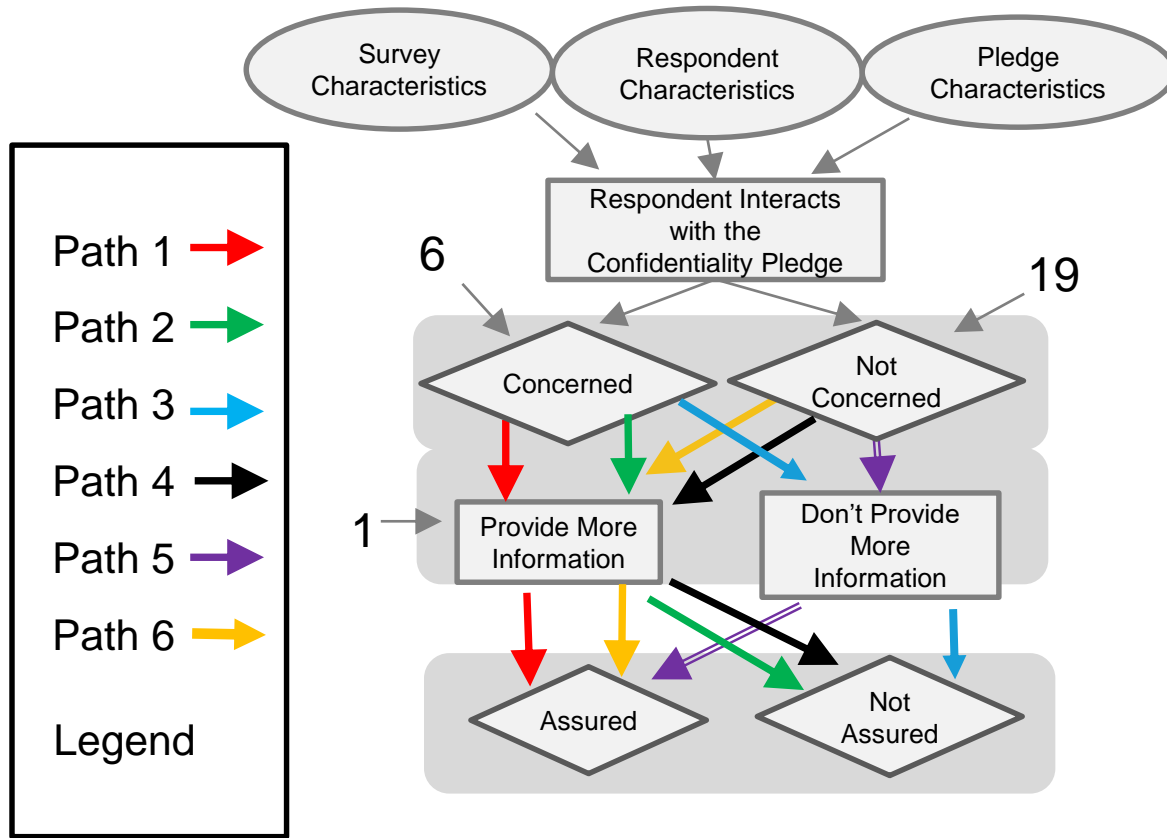 Survey
Characteristics
Respondent
Characteristics
Pledge
Characteristics
Respondent Interacts
with the
Confidentiality Pledge
6
19
Concerned
Not
Concerned
1
Provide More
Information
Don’t Provide
More
Information
Assured
Not
Assured
Path 1
Path 2
Path 3
Path 4
Path 5
Path 6
Legend